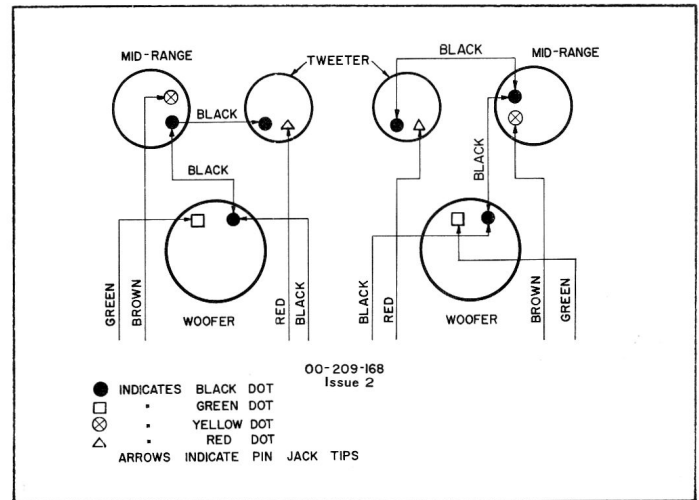 MID-RANGE
TWEETER
BLACK
MID-RANGE
BLACK
BLACK
BLACK
GREEN
BROWN
WOOFER
RED
BLACK
BLACK
RED
WOOFER
BROWN
GREEN
00-209-168
Issue 2
INDICATES BLACK DOT
" GREEN DOT
" YELLOW DOT
" RED DOT
ARROWS INDICATE PIN JACK TIPS